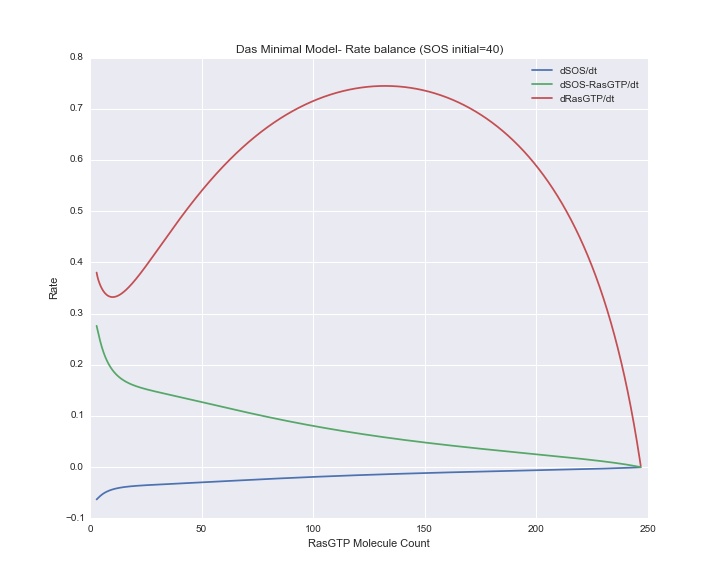 Das Minimal Model- Rate balance (SOS initial=40)
0.8
0.7
0.6
0.5
0.4
0.3
0.2
0.1
0.0
−0.1
Rate
dSOS/dt
dSOS-RasGTP/dt
dRasGTP/dt
0
50
100
150
200
250
RasGTP Molecule Count